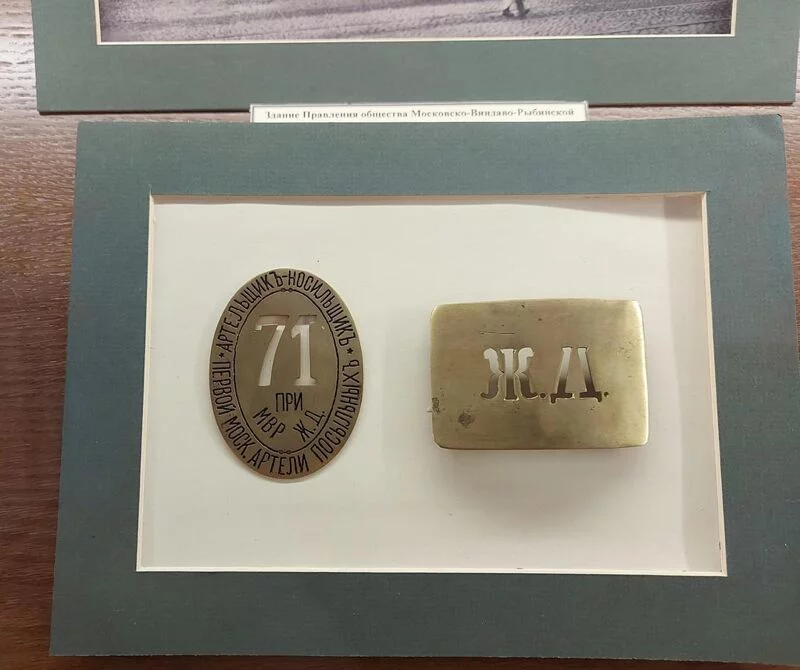 Здание Правления общества Московско-Виндаво-Рыбинской
АРТЕЛЬЩИКЪ-НОСИЛЬЩИКЪ
★ ПЕРВОЙ МОСК. АРТЕЛИ ПОСЫЛЬНЫХЪ ★
71
ПРИ
МВР Ж.Д.
Ж.Д.